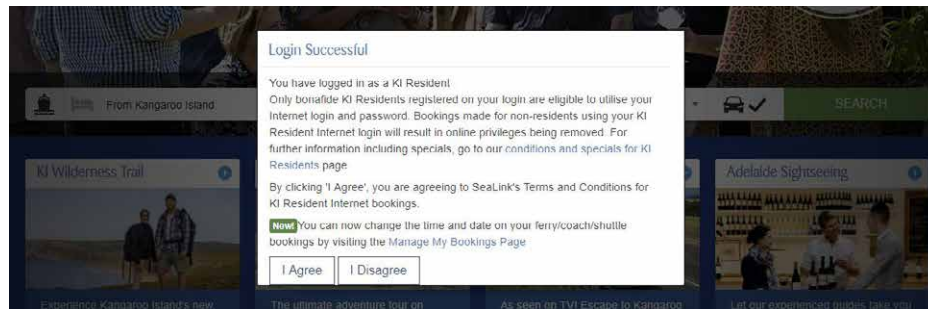 Login Successful
You have logged in as a KI Resident
Only bonafide KI Residents registered on your login are eligible to utilise your
Internet login and password. Bookings made for non-residents using your KI
Resident Internet login will result in online privileges being removed. For
further information including specials, go to our conditions and specials for KI
Residents page
By clicking 'I Agree', you are agreeing to SeaLink's Terms and Conditions for
KI Resident Internet bookings.
New! You can now change the time and date on your ferry/coach/shuttle
bookings by visiting the Manage My Bookings Page
I Agree I Disagree
From Kangaroo Island
SEARCH
KI Wilderness Trail
Adelaide Sightseeing
Experience Kangaroo Island's new
The ultimate adventure tour on
As seen on TV! Escape to Kangaroo
Let our experienced guides take you